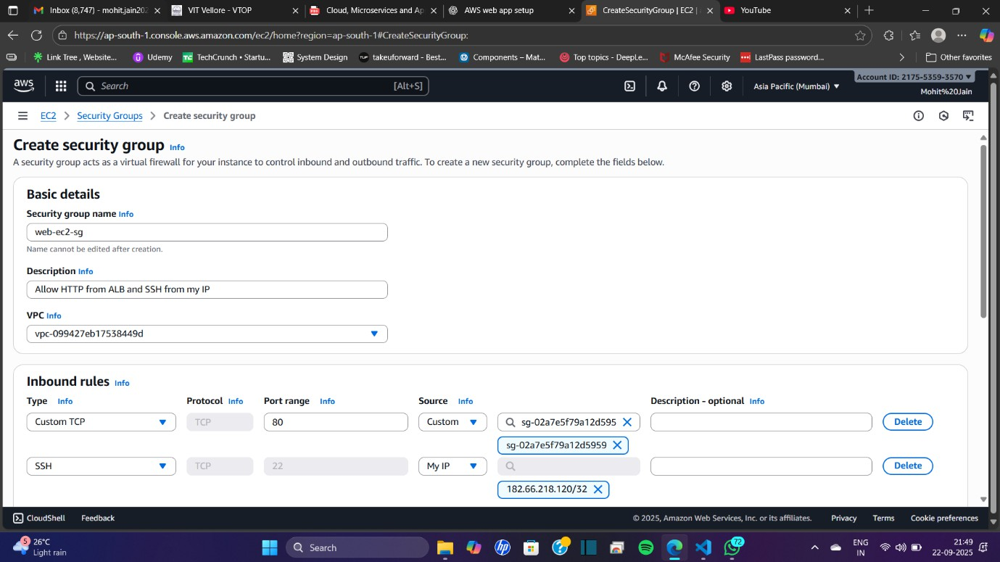 Inbox (8,747) - mohit.jain202
VIT Vellore - VTOP
Cloud, Microservices and Ap
AWS web app setup
CreateSecurityGroup | EC2 |
YouTube
https://ap-south-1.console.aws.amazon.com/ec2/home?region=ap-south-1#CreateSecurityGroup:
Link Tree , Website...
Udemy
TechCrunch • Startu...
System Design
takeuforward - Best...
Components – Mat...
Top topics - DeepLe...
McAfee Security
LastPass password...
Other favorites
aws
Search
[Alt+S]
Asia Pacific (Mumbai)
Account ID: 2175-5359-3570
Mohit%20Jain
EC2
Security Groups
Create security group
Create security group Info
A security group acts as a virtual firewall for your instance to control inbound and outbound traffic. To create a new security group, complete the fields below.
Basic details
Security group name Info
web-ec2-sg
Name cannot be edited after creation.
Description Info
Allow HTTP from ALB and SSH from my IP
VPC Info
vpc-099427eb17538449d
Inbound rules Info
Type Info Protocol Info Port range Info Source Info Description - optional Info
Custom TCP TCP 80 Custom sg-02a7e5f79a12d595 Delete
sg-02a7e5f79a12d5959
SSH TCP 22 My IP Delete
182.66.218.120/32
CloudShell Feedback © 2025, Amazon Web Services, Inc. or its affiliates. Privacy Terms Cookie preferences
5
26°C
Light rain
Search
72
ENG
IN
21:49
22-09-2025